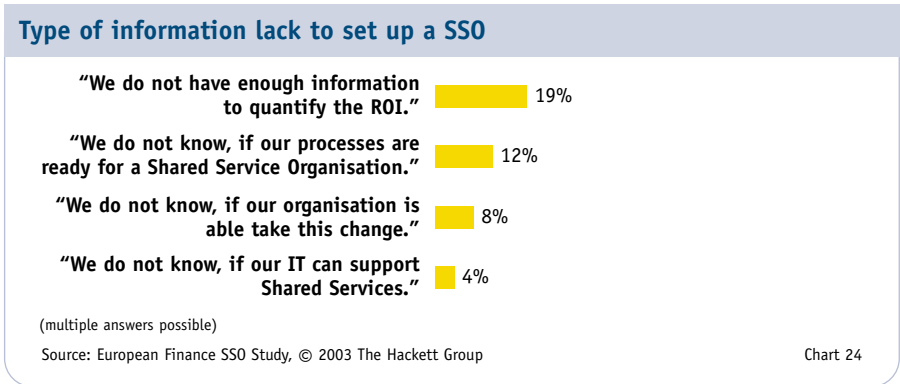 Type of information lack to set up a SSO
“We do not have enough information
to quantify the ROI.”
19%
“We do not know, if our processes are
ready for a Shared Service Organisation.”
12%
“We do not know, if our organisation is
able take this change.”
8%
“We do not know, if our IT can support
Shared Services.”
4%
(multiple answers possible)
Source: European Finance SSO Study, © 2003 The Hackett Group
Chart 24